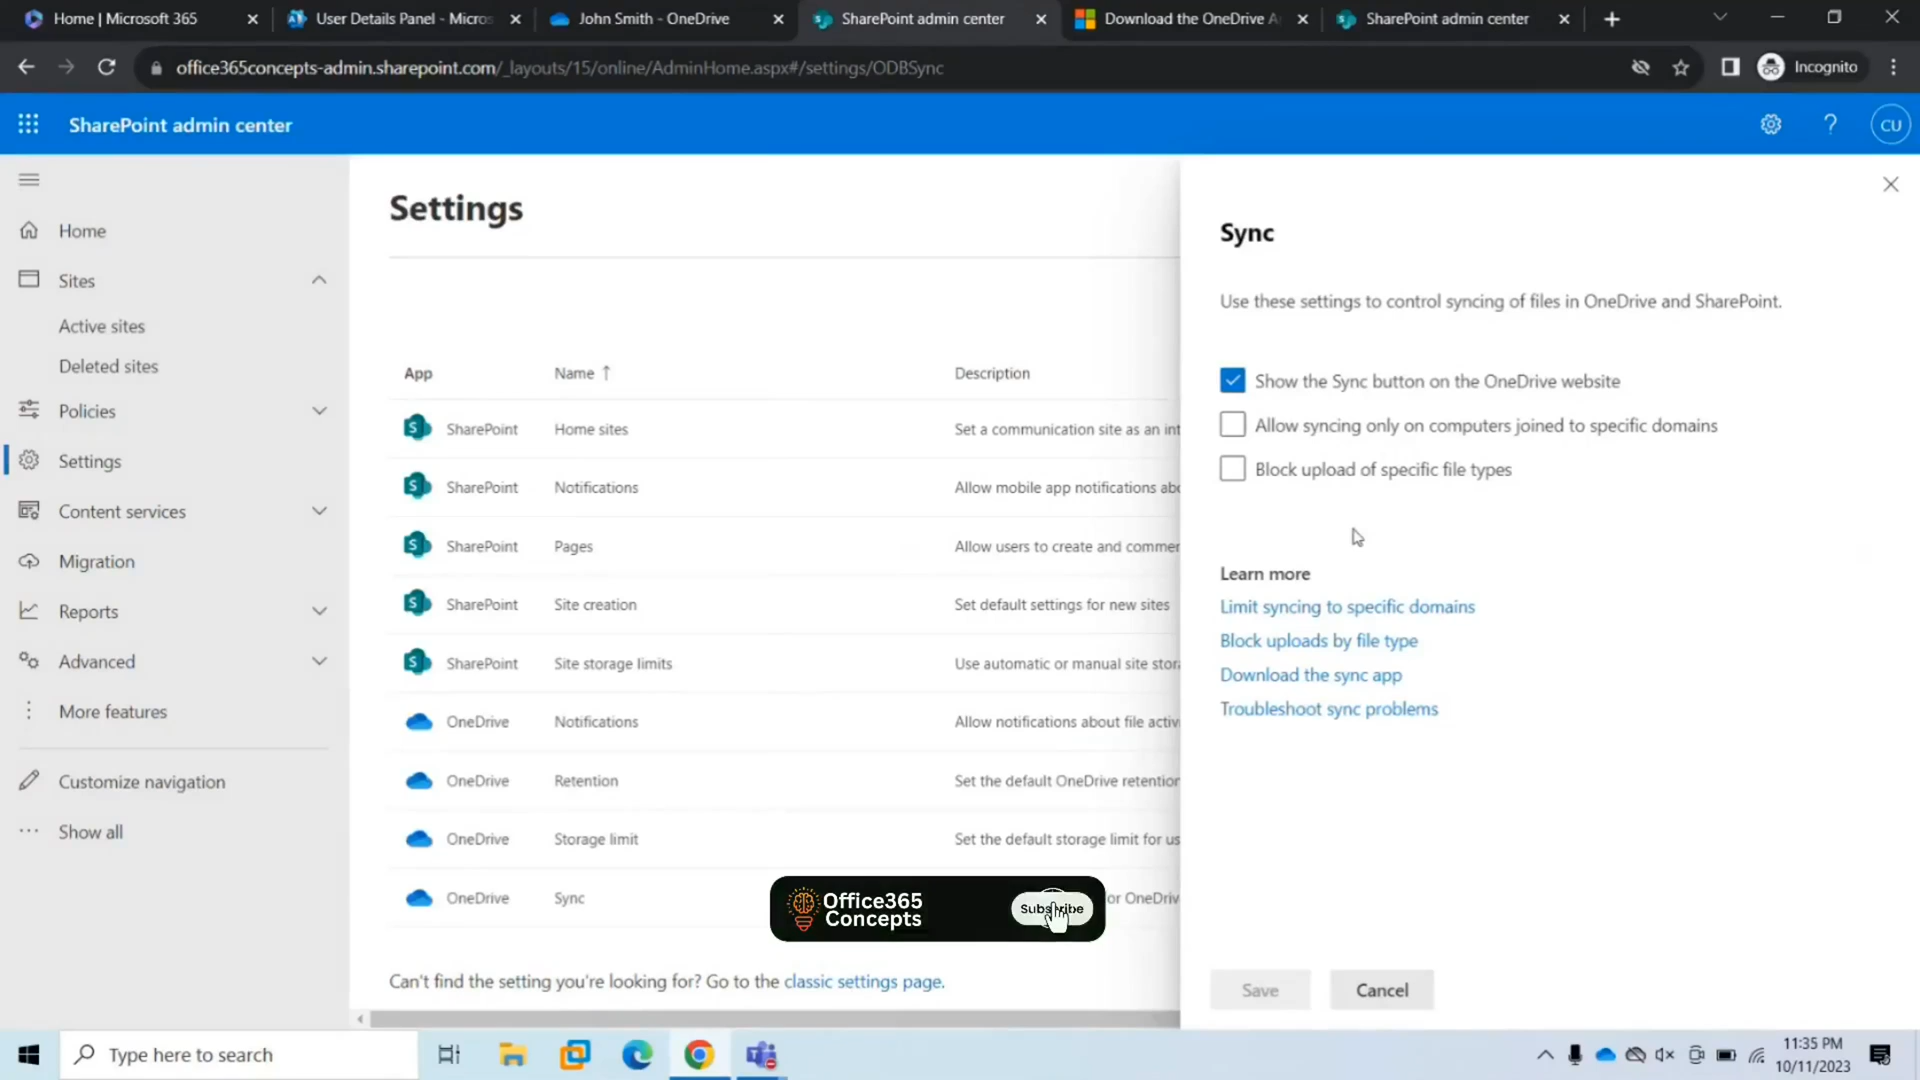 Home | Microsoft 365
User Details Panel - Micros
John Smith - OneDrive
SharePoint admin center
Download the OneDrive A
SharePoint admin center
office365concepts-admin.sharepoint.com/_layouts/15/online/AdminHome.aspx#/settings/ODBSync
Incognito
SharePoint admin center
?
CU
Home
Sites
Active sites
Deleted sites
Policies
Settings
Content services
Migration
Reports
Advanced
More features
Customize navigation
Show all
Settings
App Name ↑ Description
SharePoint Home sites Set a communication site as an int
SharePoint Notifications Allow mobile app notifications abo
SharePoint Pages Allow users to create and commer
SharePoint Site creation Set default settings for new sites
SharePoint Site storage limits Use automatic or manual site stora
OneDrive Notifications Allow notifications about file activ
OneDrive Retention Set the default OneDrive retention
OneDrive Storage limit Set the default storage limit for us
OneDrive Sync or OneDriv
Office365
Concepts
Subscribe
Can't find the setting you're looking for? Go to the classic settings page.
Sync
Use these settings to control syncing of files in OneDrive and SharePoint.
Show the Sync button on the OneDrive website
Allow syncing only on computers joined to specific domains
Block upload of specific file types
Learn more
Limit syncing to specific domains
Block uploads by file type
Download the sync app
Troubleshoot sync problems
Save Cancel
Type here to search
11:35 PM
10/11/2023